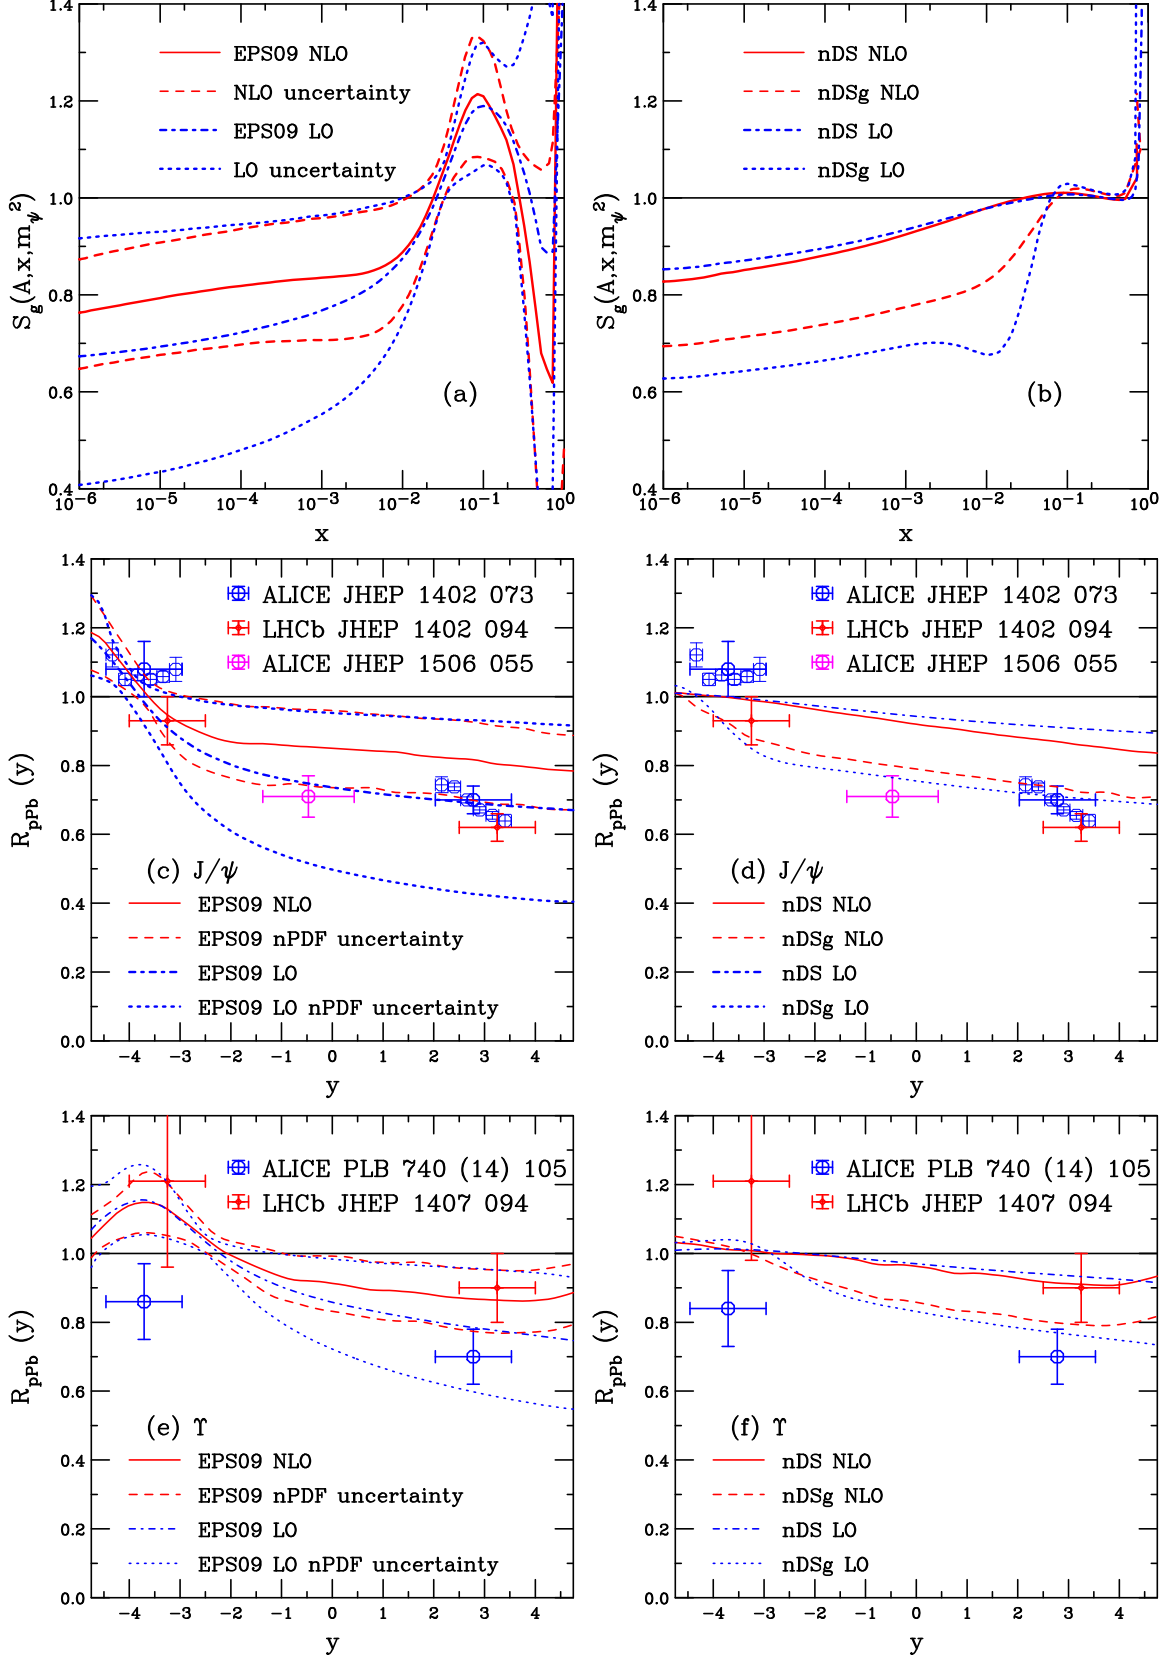 1.4
1.2
1.0
0.8
0.6
0.4
S_g(A,x,m_ψ^2)
EPS09 NLO
NLO uncertainty
EPS09 LO
LO uncertainty
(a)
10^-6 10^-5 10^-4 10^-3 10^-2 10^-1 10^0
x
1.4
1.2
1.0
0.8
0.6
0.4
S_g(A,x,m_ψ^2)
nDS NLO
nDSg NLO
nDS LO
nDSg LO
(b)
10^-6 10^-5 10^-4 10^-3 10^-2 10^-1 10^0
x
1.4
1.2
1.0
0.8
0.6
0.4
0.2
0.0
R_pPb (y)
ALICE JHEP 1402 073
LHCb JHEP 1402 094
ALICE JHEP 1506 055
(c) J/ψ
EPS09 NLO
EPS09 nPDF uncertainty
EPS09 LO
EPS09 LO nPDF uncertainty
-4 -3 -2 -1 0 1 2 3 4
y
1.4
1.2
1.0
0.8
0.6
0.4
0.2
0.0
R_pPb (y)
ALICE JHEP 1402 073
LHCb JHEP 1402 094
ALICE JHEP 1506 055
(d) J/ψ
nDS NLO
nDSg NLO
nDS LO
nDSg LO
-4 -3 -2 -1 0 1 2 3 4
y
1.4
1.2
1.0
0.8
0.6
0.4
0.2
0.0
R_pPb (y)
ALICE PLB 740 (14) 105
LHCb JHEP 1407 094
(e) ϒ
EPS09 NLO
EPS09 nPDF uncertainty
EPS09 LO
EPS09 LO nPDF uncertainty
-4 -3 -2 -1 0 1 2 3 4
y
1.4
1.2
1.0
0.8
0.6
0.4
0.2
0.0
R_pPb (y)
ALICE PLB 740 (14) 105
LHCb JHEP 1407 094
(f) ϒ
nDS NLO
nDSg NLO
nDS LO
nDSg LO
-4 -3 -2 -1 0 1 2 3 4
y